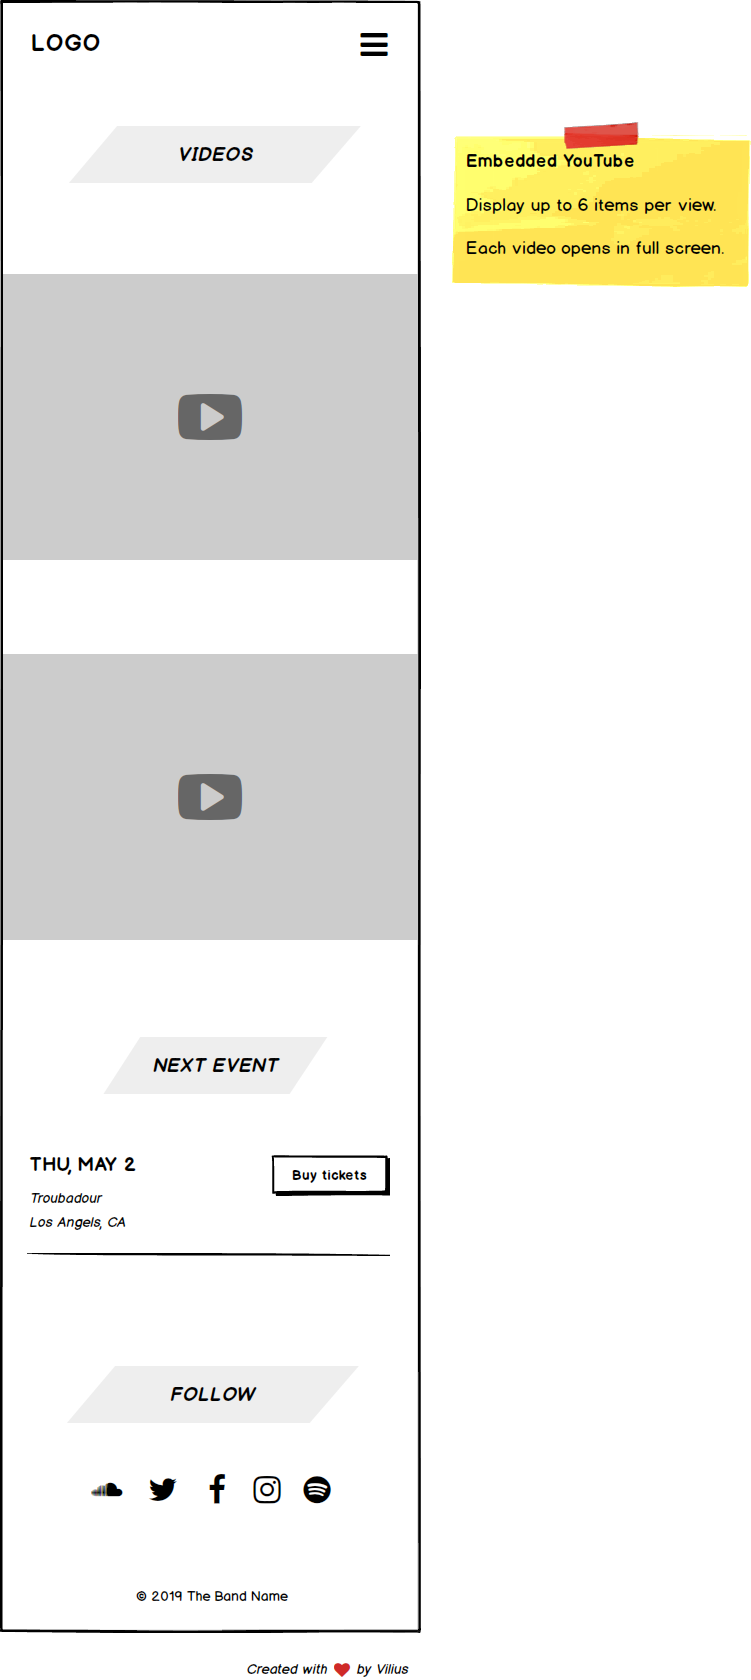 LOGO
VIDEOS
Embedded YouTube
Display up to 6 items per view.
Each video opens in full screen.
NEXT EVENT
THU, MAY 2
Buy tickets
Troubadour
Los Angels, CA
FOLLOW
© 2019 The Band Name
Created with ❤ by Vilius